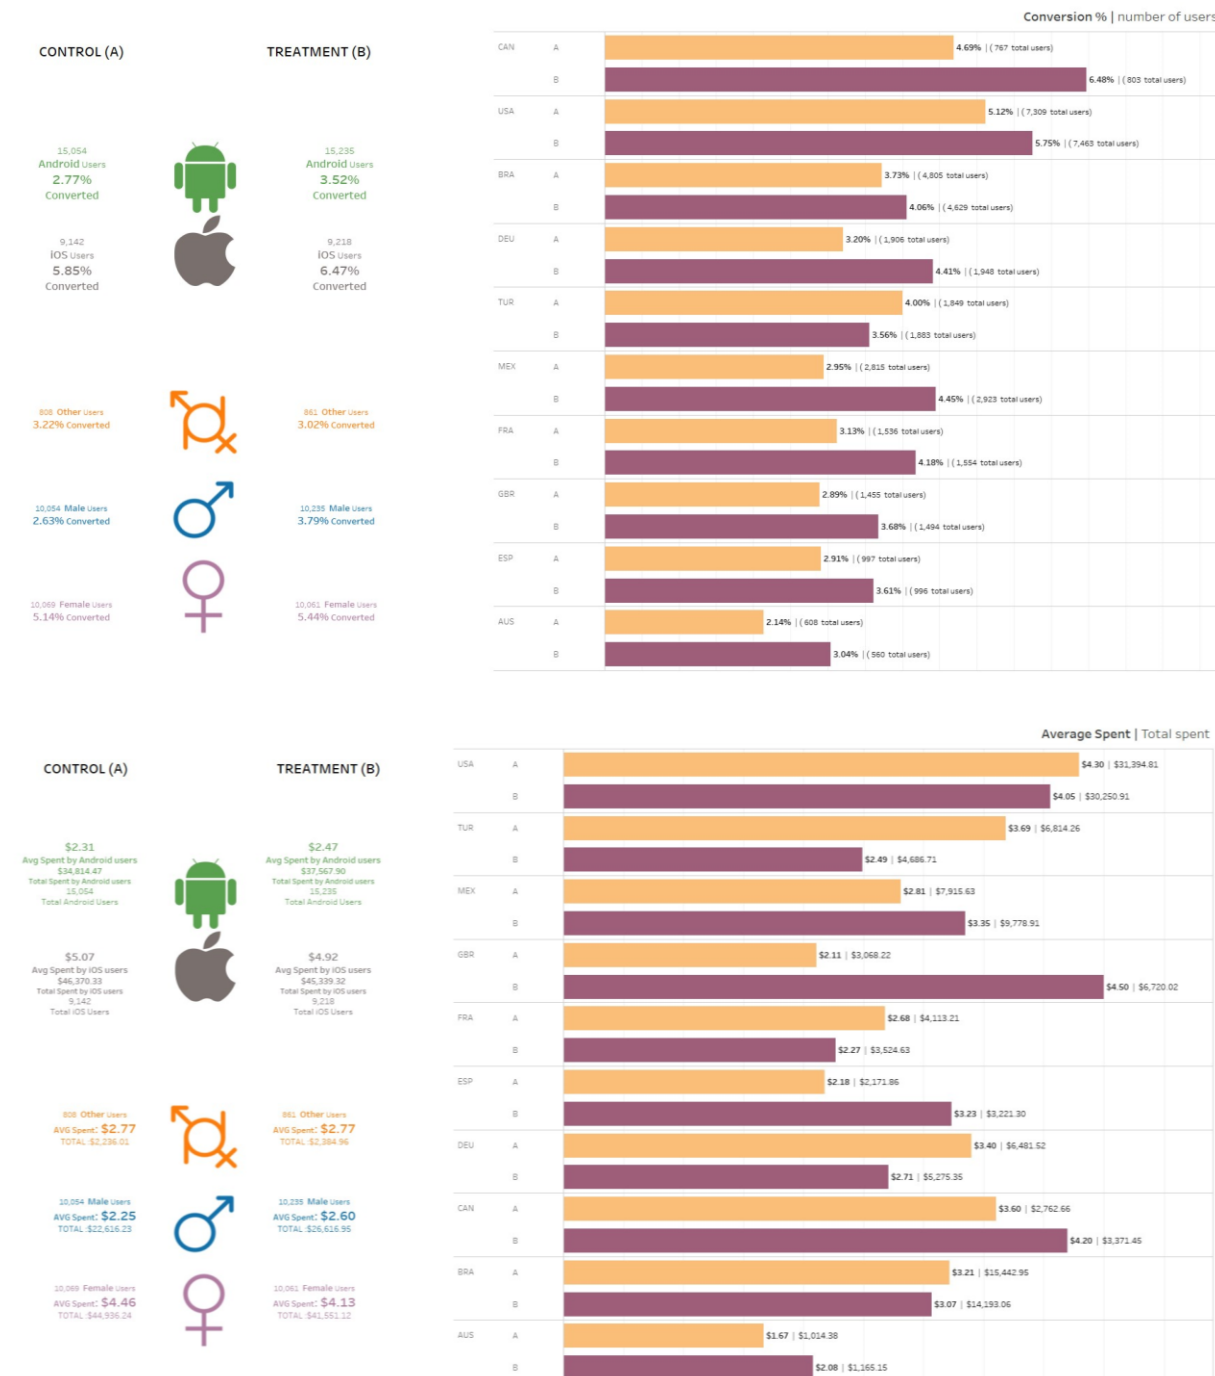 Conversion % | number of users
CONTROL (A)
TREATMENT (B)
15,054
Android Users
2.77%
Converted
15,235
Android Users
3.52%
Converted
9,142
iOS Users
5.85%
Converted
9,218
iOS Users
6.47%
Converted
808 Other Users
3.22% Converted
861 Other Users
3.02% Converted
10,054 Male Users
2.63% Converted
10,235 Male Users
3.79% Converted
10,069 Female Users
5.14% Converted
10,061 Female Users
5.44% Converted
CAN A 4.69% | ( 767 total users)
B 6.48% | ( 803 total users)
USA A 5.12% | ( 7,309 total users)
B 5.75% | ( 7,463 total users)
BRA A 3.73% | ( 4,805 total users)
B 4.06% | ( 4,629 total users)
DEU A 3.20% | ( 1,906 total users)
B 4.41% | ( 1,948 total users)
TUR A 4.00% | ( 1,849 total users)
B 3.56% | ( 1,883 total users)
MEX A 2.95% | ( 2,815 total users)
B 4.45% | ( 2,923 total users)
FRA A 3.13% | ( 1,536 total users)
B 4.18% | ( 1,554 total users)
GBR A 2.89% | ( 1,455 total users)
B 3.68% | ( 1,494 total users)
ESP A 2.91% | ( 997 total users)
B 3.61% | ( 996 total users)
AUS A 2.14% | ( 608 total users)
B 3.04% | ( 560 total users)
Average Spent | Total spent
CONTROL (A)
TREATMENT (B)
$2.31
Avg Spent by Android users
$34,814.47
Total Spent by Android users
15,054
Total Android Users
$2.47
Avg Spent by Android users
$37,567.90
Total Spent by Android users
15,235
Total Android Users
$5.07
Avg Spent by iOS users
$46,370.33
Total Spent by iOS users
9,142
Total iOS Users
$4.92
Avg Spent by iOS users
$45,339.32
Total Spent by iOS users
9,218
Total iOS Users
808 Other Users
AVG Spent: $2.77
TOTAL :$2,236.01
861 Other Users
AVG Spent: $2.77
TOTAL :$2,384.96
10,054 Male Users
AVG Spent: $2.25
TOTAL :$22,616.23
10,235 Male Users
AVG Spent: $2.60
TOTAL :$26,616.95
10,069 Female Users
AVG Spent: $4.46
TOTAL :$44,936.24
10,061 Female Users
AVG Spent: $4.13
TOTAL :$41,551.12
USA A $4.30 | $31,394.81
B $4.05 | $30,250.91
TUR A $3.69 | $6,814.26
B $2.49 | $4,686.71
MEX A $2.81 | $7,915.63
B $3.35 | $9,778.91
GBR A $2.11 | $3,068.22
B $4.50 | $6,720.02
FRA A $2.68 | $4,113.21
B $2.27 | $3,524.63
ESP A $2.18 | $2,171.86
B $3.23 | $3,221.30
DEU A $3.40 | $6,481.52
B $2.71 | $5,275.35
CAN A $3.60 | $2,762.66
B $4.20 | $3,371.45
BRA A $3.21 | $15,442.95
B $3.07 | $14,193.06
AUS A $1.67 | $1,014.38
B $2.08 | $1,165.15